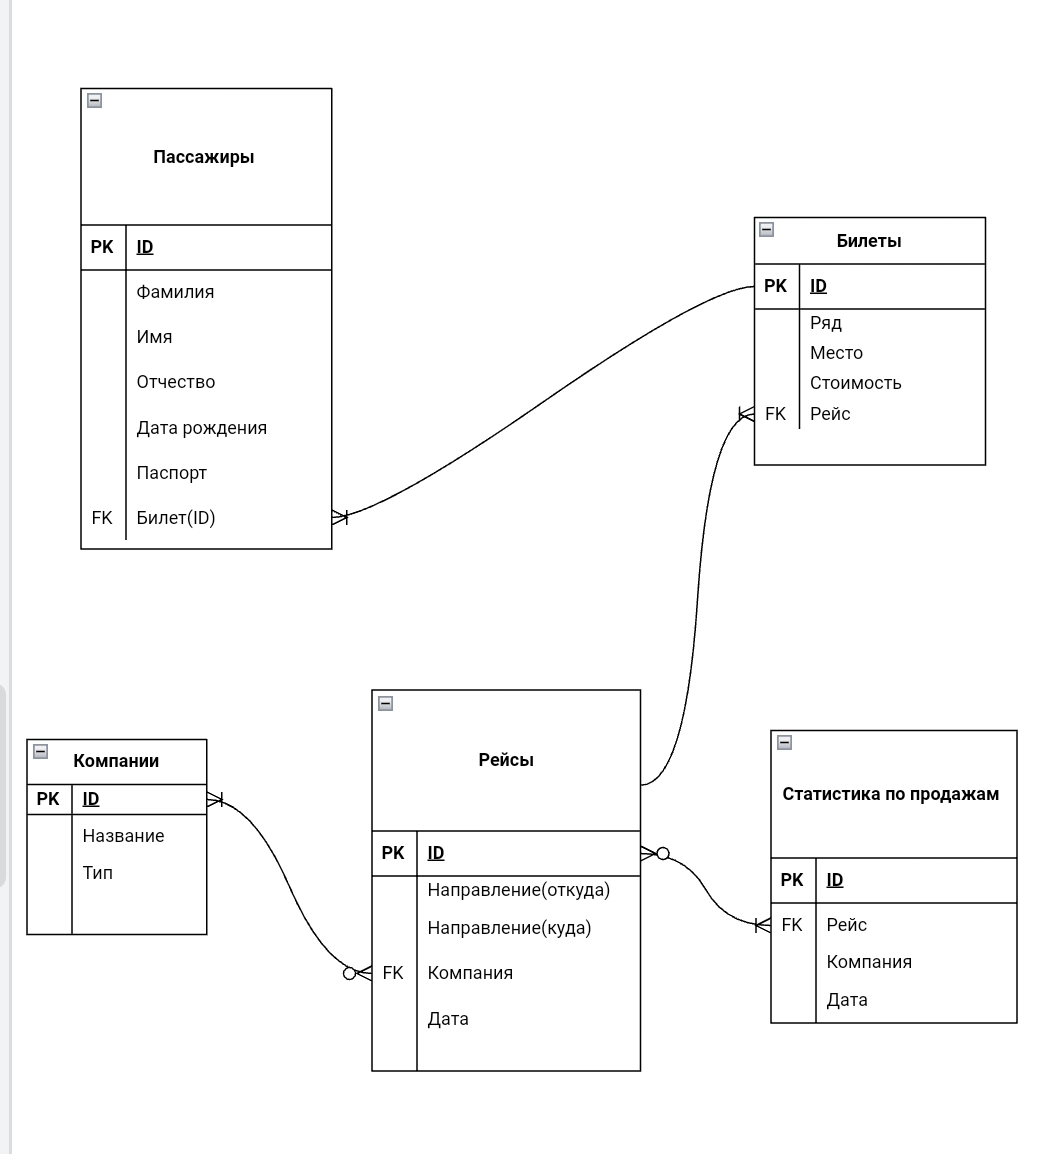 Пассажиры
PK ID
Фамилия
Имя
Отчество
Дата рождения
Паспорт
FK Билет(ID)
Билеты
PK ID
Ряд
Место
Стоимость
FK Рейс
Компании
PK ID
Название
Тип
Рейсы
PK ID
Направление(откуда)
Направление(куда)
FK Компания
Дата
Статистика по продажам
PK ID
FK Рейс
Компания
Дата